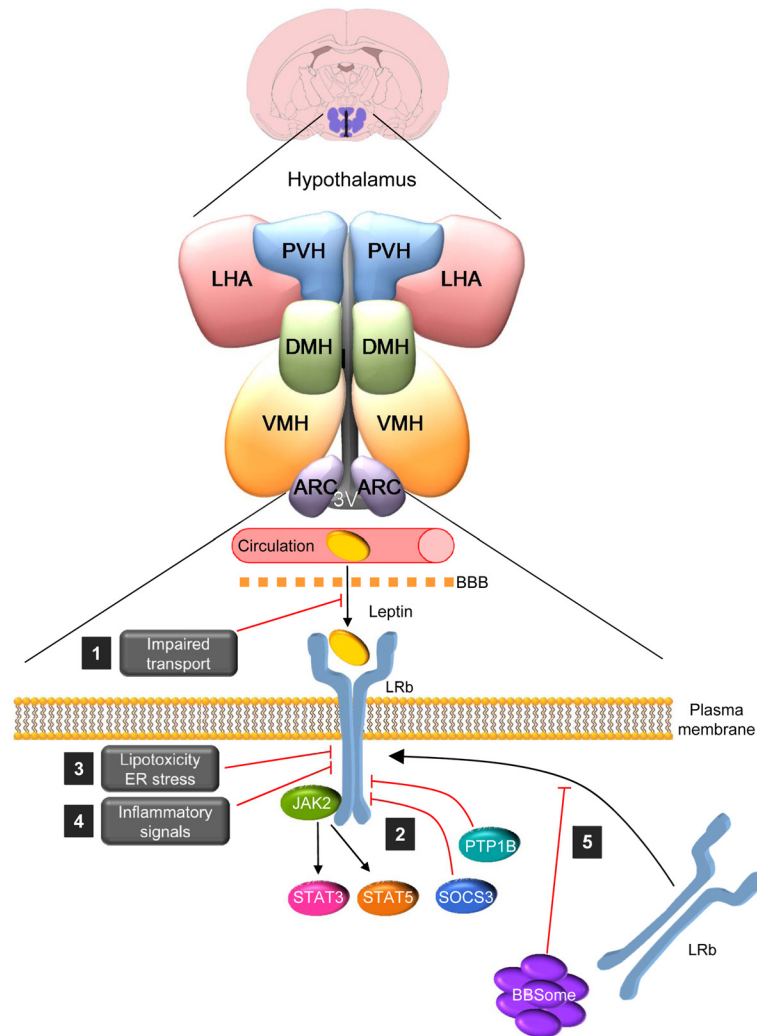 Hypothalamus
PVH PVH
LHA LHA
DMH DMH
VMH VMH
ARC ARC
3V
Circulation
BBB
Leptin
1 Impaired
transport
LRb
Plasma
membrane
3 Lipotoxicity
ER stress
4 Inflammatory
signals
JAK2
2
PTP1B
5
STAT3 STAT5 SOCS3
LRb
BBSome